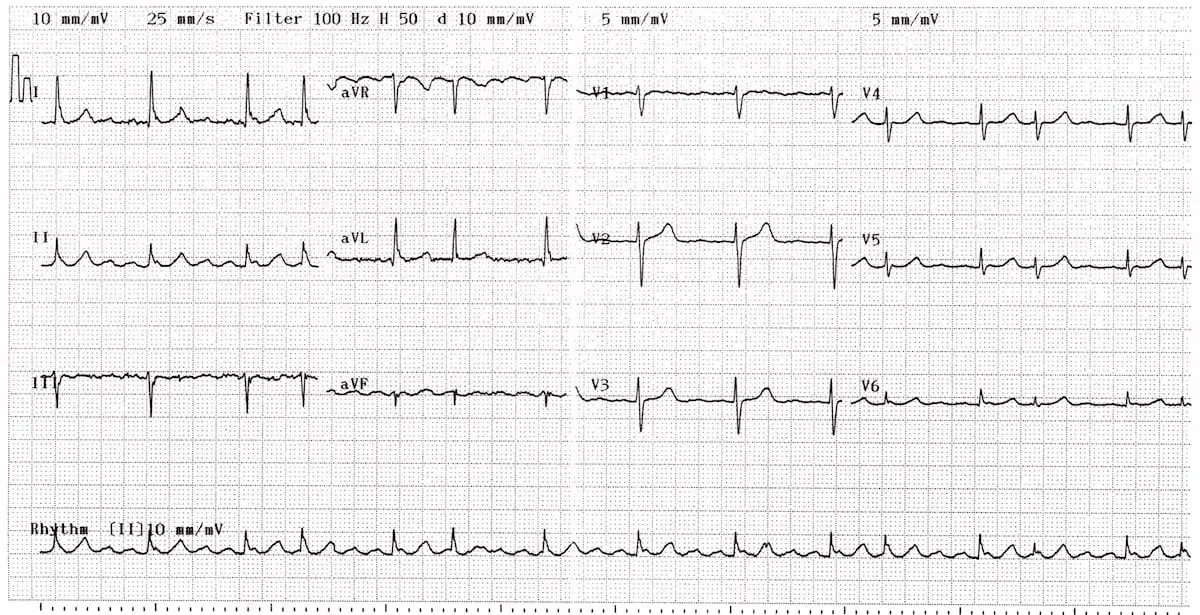 10 mm/mV 25 mm/s Filter 100 Hz H 50 d 10 mm/mV 5 mm/mV 5 mm/mV
I aVR V1 V4
II aVL V2 V5
III aVF V3 V6
Rhythm [II]10 mm/mV